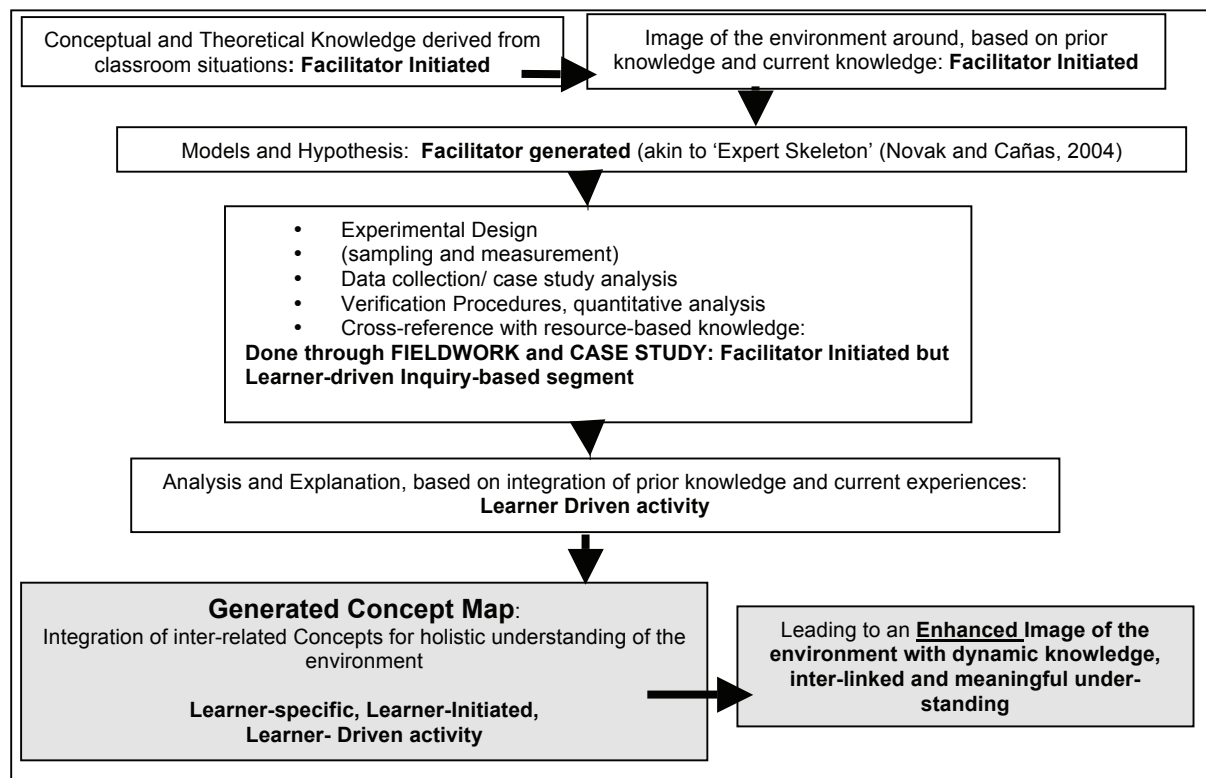 Conceptual and Theoretical Knowledge derived from
classroom situations: Facilitator Initiated
Image of the environment around, based on prior
knowledge and current knowledge: Facilitator Initiated
Models and Hypothesis: Facilitator generated (akin to ‘Expert Skeleton’ (Novak and Cañas, 2004)
• Experimental Design
• (sampling and measurement)
• Data collection/ case study analysis
• Verification Procedures, quantitative analysis
• Cross-reference with resource-based knowledge:
Done through FIELDWORK and CASE STUDY: Facilitator Initiated but
Learner-driven Inquiry-based segment
Analysis and Explanation, based on integration of prior knowledge and current experiences:
Learner Driven activity
Generated Concept Map:
Integration of inter-related Concepts for holistic understanding of the
environment
Learner-specific, Learner-Initiated,
Learner- Driven activity
Leading to an Enhanced Image of the
environment with dynamic knowledge,
inter-linked and meaningful under-
standing